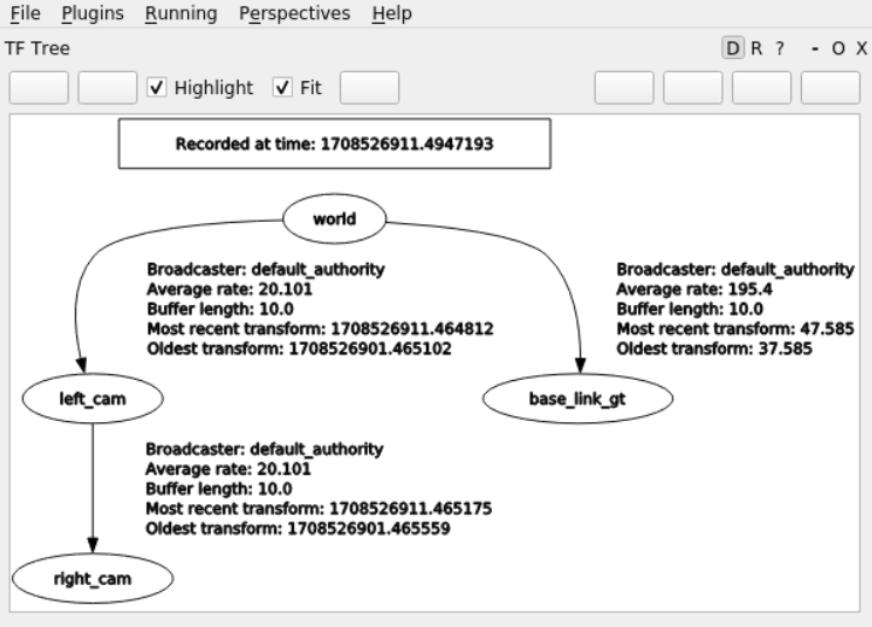 File Plugins Running Perspectives Help
TF Tree D R ? - O X
Highlight Fit
Recorded at time: 1708526911.4947193
world
Broadcaster: default_authority
Average rate: 20.101
Buffer length: 10.0
Most recent transform: 1708526911.464812
Oldest transform: 1708526901.465102
Broadcaster: default_authority
Average rate: 195.4
Buffer length: 10.0
Most recent transform: 47.585
Oldest transform: 37.585
left_cam
base_link_gt
Broadcaster: default_authority
Average rate: 20.101
Buffer length: 10.0
Most recent transform: 1708526911.465175
Oldest transform: 1708526901.465559
right_cam